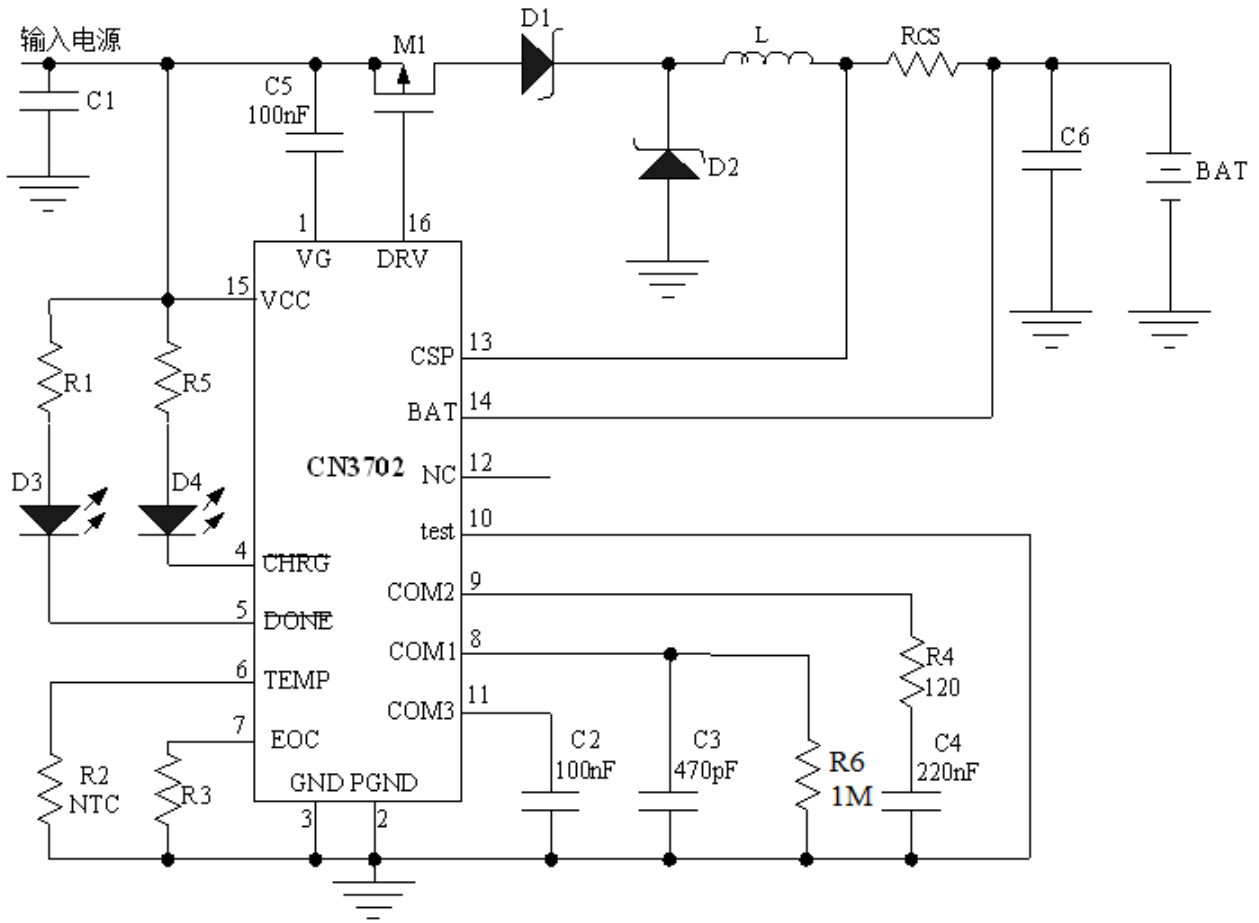 输入电源
C1
C5
100nF
M1
D1
L
RCS
D2
C6
BAT
1
16
VG
DRV
15
VCC
R1
R5
CSP
13
BAT
14
CN3702
NC
12
D3
D4
test
10
4
CHRG
COM2
9
5
DONE
COM1
8
R4
120
6
TEMP
COM3
11
7
EOC
R2
NTC
R3
GND PGND
3
2
C2
100nF
C3
470pF
R6
1M
C4
220nF